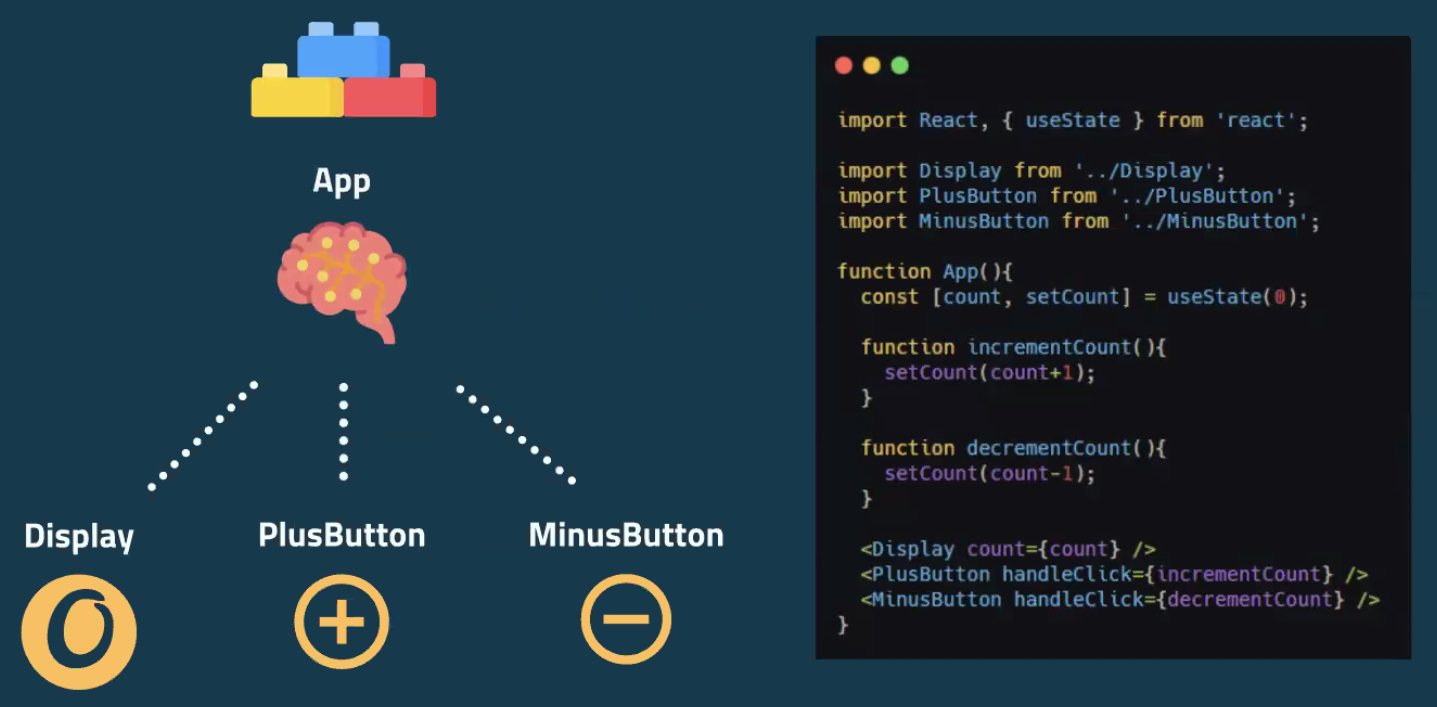 App
Display
PlusButton
MinusButton
0
import React, { useState } from 'react';
import Display from '../Display';
import PlusButton from '../PlusButton';
import MinusButton from '../MinusButton';
function App(){
  const [count, setCount] = useState(0);
  function incrementCount(){
    setCount(count+1);
  }
  function decrementCount(){
    setCount(count-1);
  }
  <Display count={count} />
  <PlusButton handleClick={incrementCount} />
  <MinusButton handleClick={decrementCount} />
}